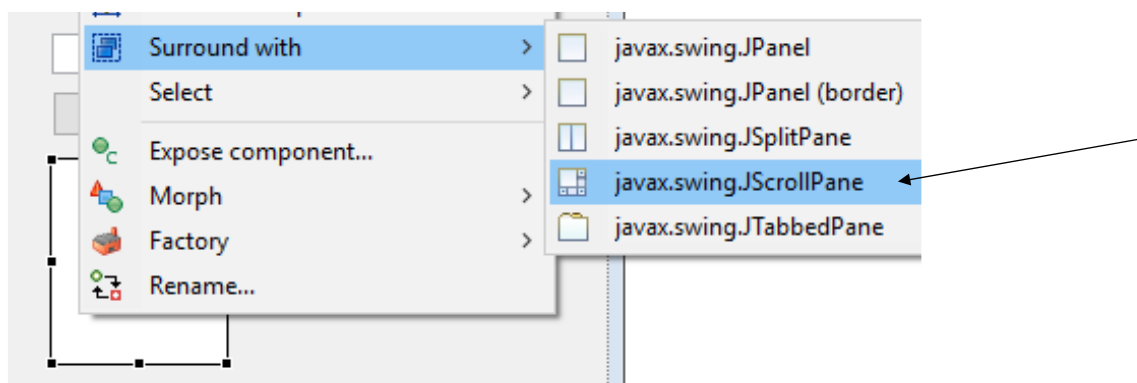 Surround with
Select
Expose component...
Morph
Factory
Rename...
javax.swing.JPanel
javax.swing.JPanel (border)
javax.swing.JSplitPane
javax.swing.JScrollPane
javax.swing.JTabbedPane